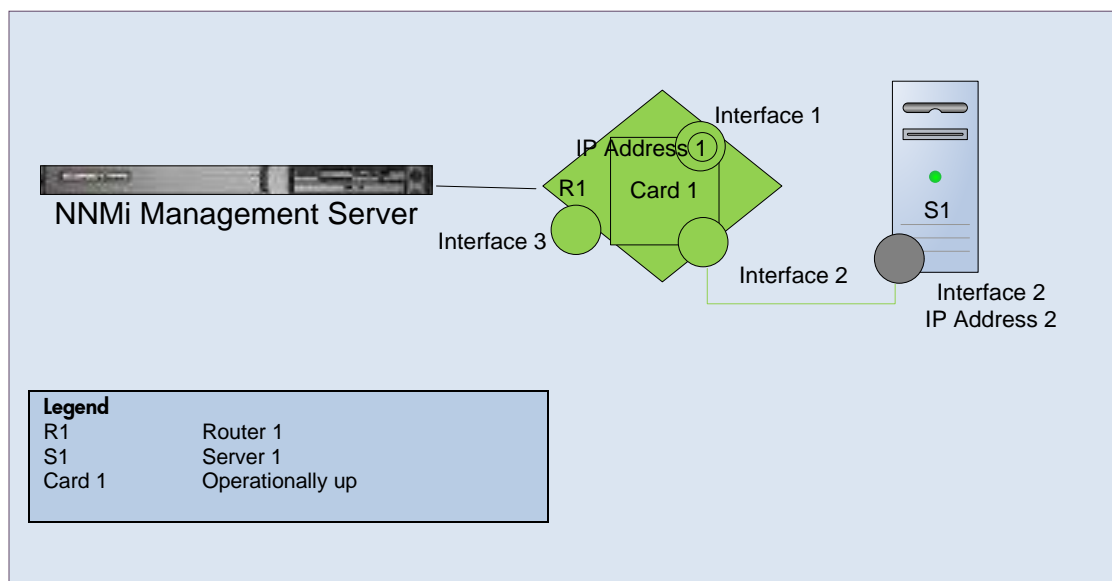 Interface 1
IP Address 1
R1
Card 1
S1
NNMi Management Server
Interface 3
Interface 2
Interface 2
IP Address 2
Legend
R1 Router 1
S1 Server 1
Card 1 Operationally up